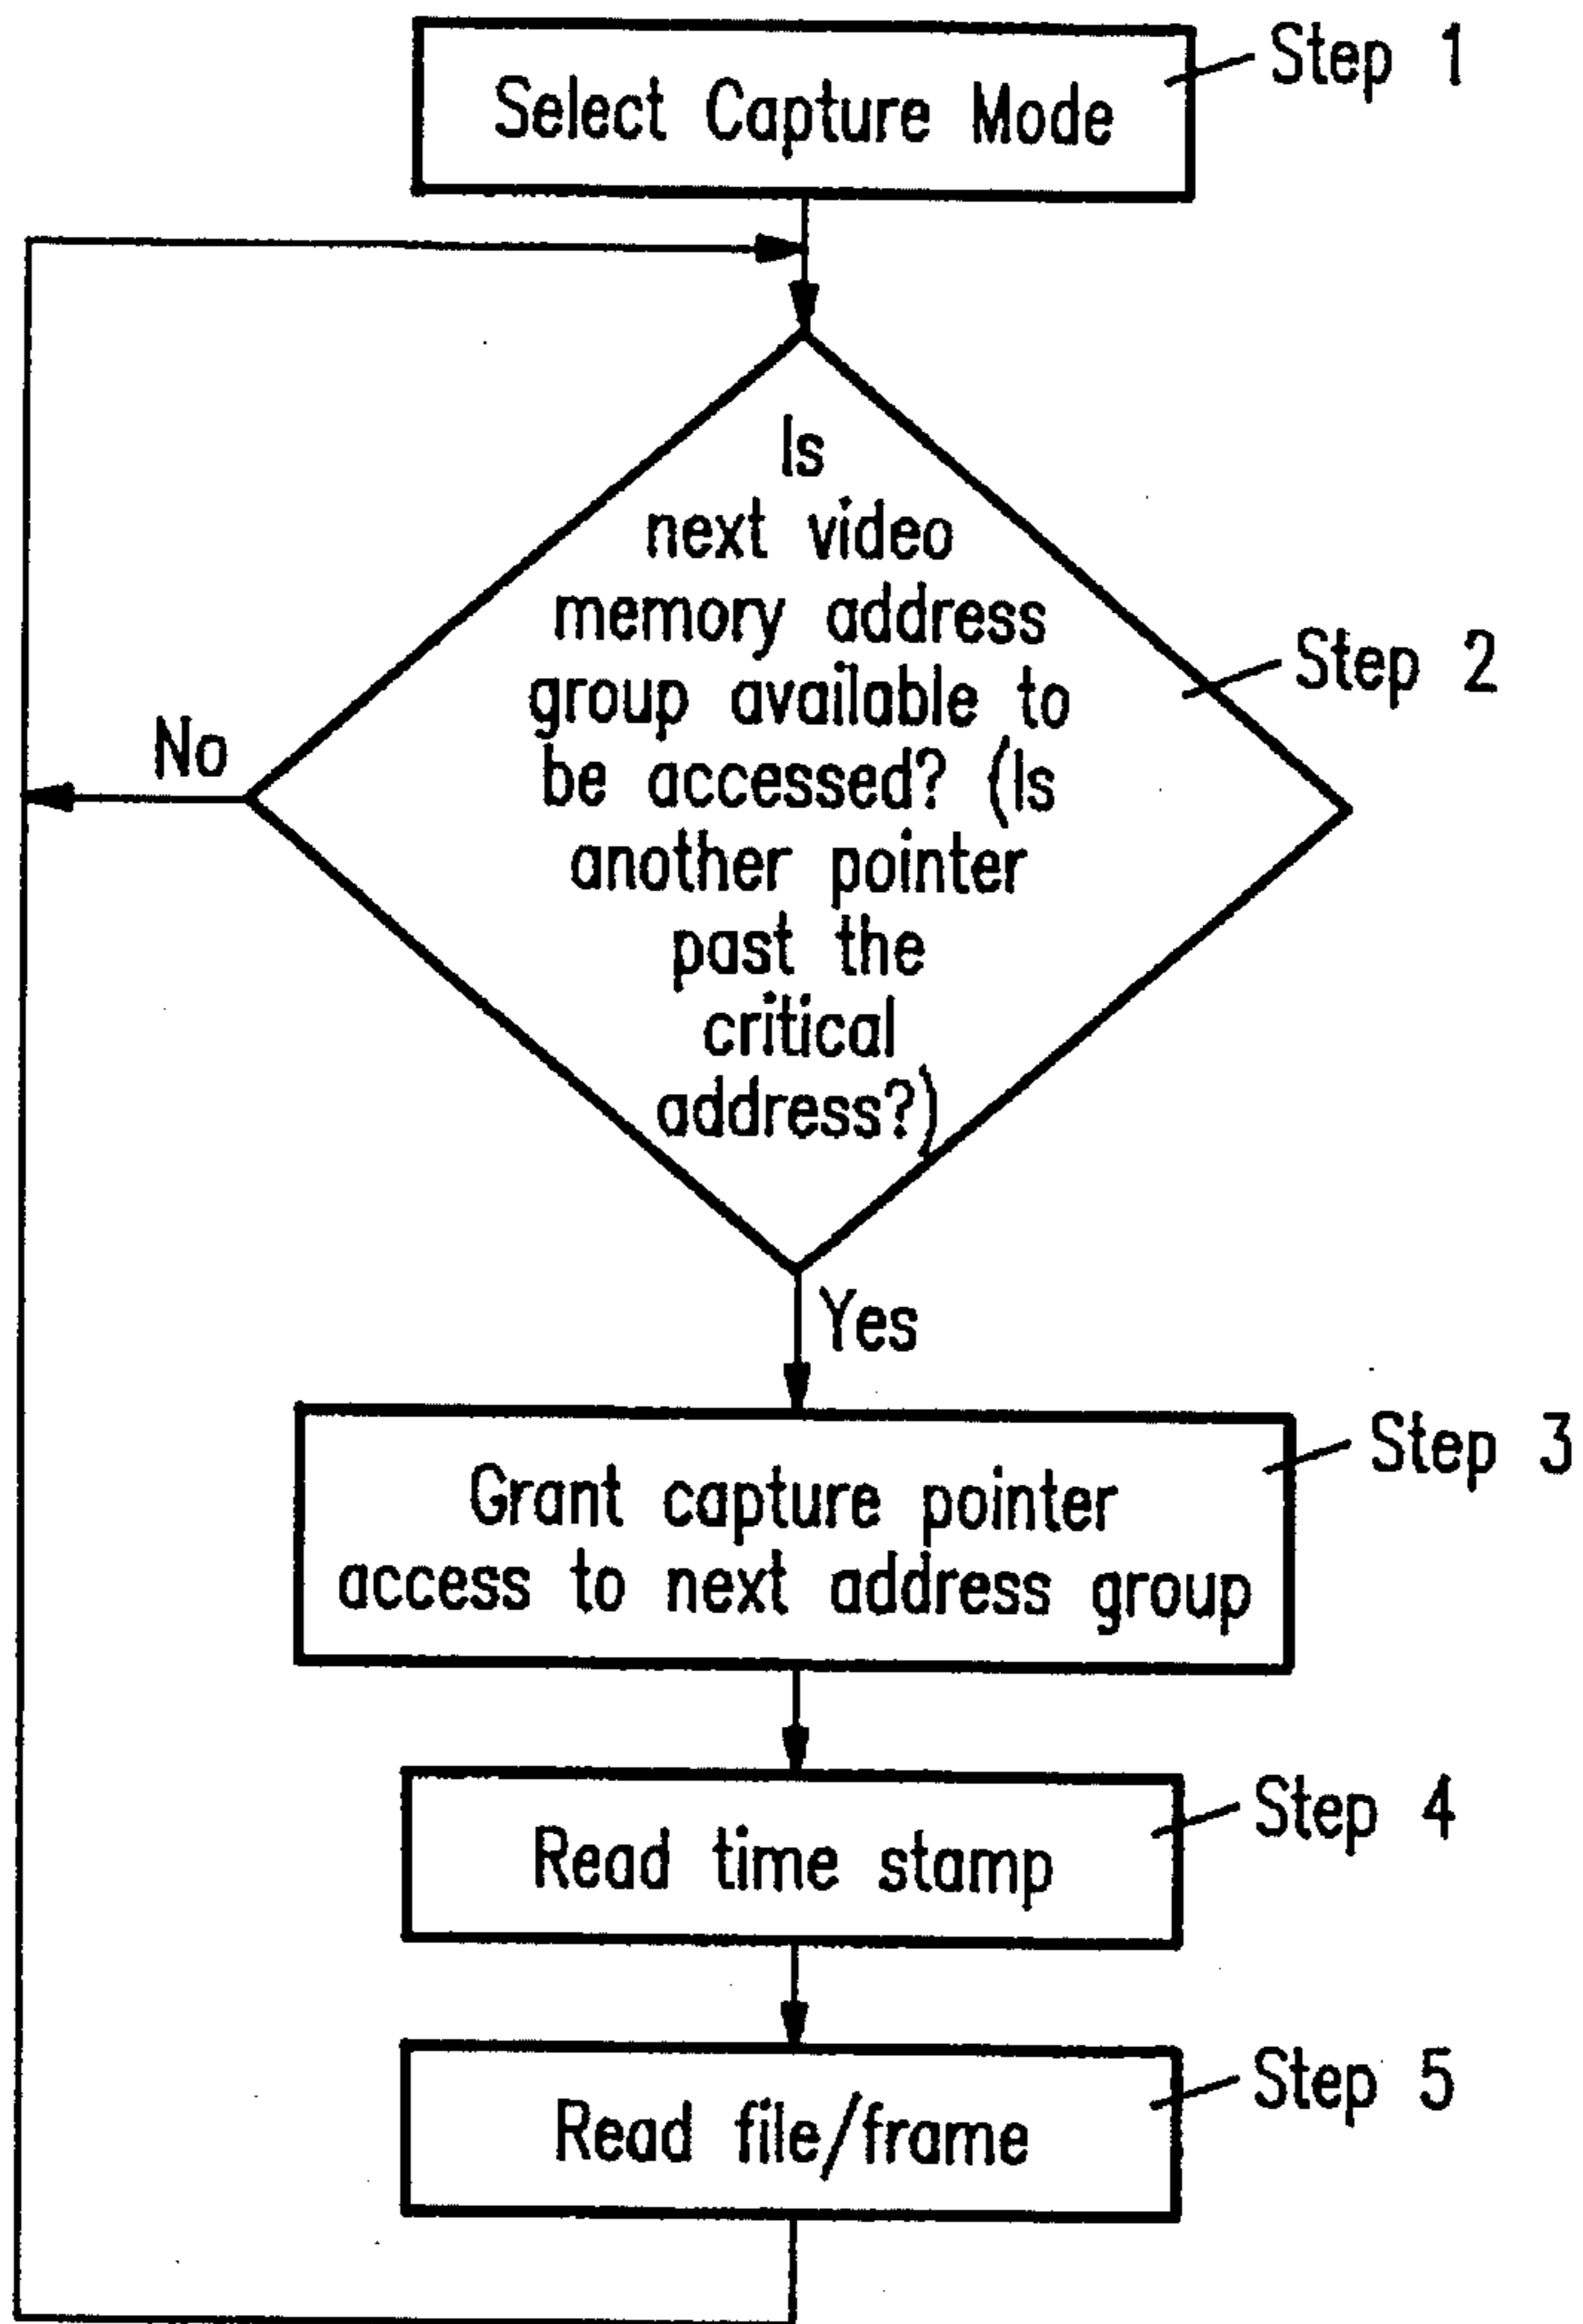 Select Capture Mode
Step 1
Is
next video
memory address
group available to
be accessed? (Is
another pointer
past the
critical
address?)
Step 2
No
Yes
Grant capture pointer
access to next address group
Step 3
Read time stamp
Step 4
Read file/frame
Step 5